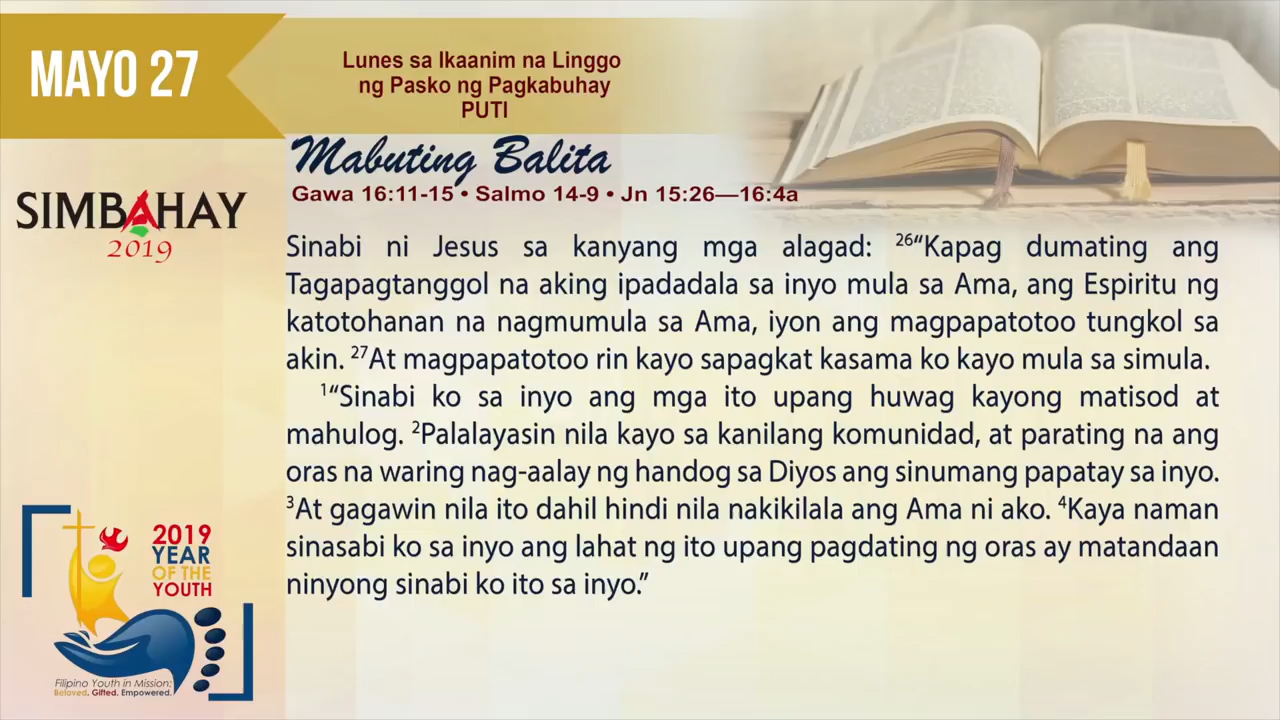 MAYO 27
Lunes sa Ikaanim na Linggo
ng Pasko ng Pagkabuhay
PUTI
Mabuting Balita
Gawa 16:11-15 • Salmo 14-9 • Jn 15:26—16:4a
SIMBAHAY
2019
Sinabi ni Jesus sa kanyang mga alagad: ²⁶“Kapag dumating ang
Tagapagtanggol na aking ipadadala sa inyo mula sa Ama, ang Espiritu ng
katotohanan na nagmumula sa Ama, iyon ang magpapatotoo tungkol sa
akin. ²⁷At magpapatotoo rin kayo sapagkat kasama ko kayo mula sa simula.
¹“Sinabi ko sa inyo ang mga ito upang huwag kayong matisod at
mahulog. ²Palalayasin nila kayo sa kanilang komunidad, at parating na ang
oras na waring nag-aalay ng handog sa Diyos ang sinumang papatay sa inyo.
³At gagawin nila ito dahil hindi nila nakikilala ang Ama ni ako. ⁴Kaya naman
sinasabi ko sa inyo ang lahat ng ito upang pagdating ng oras ay matandaan
ninyong sinabi ko ito sa inyo.”
2019
YEAR
OF THE
YOUTH
Filipino Youth in Mission:
Beloved. Gifted. Empowered.